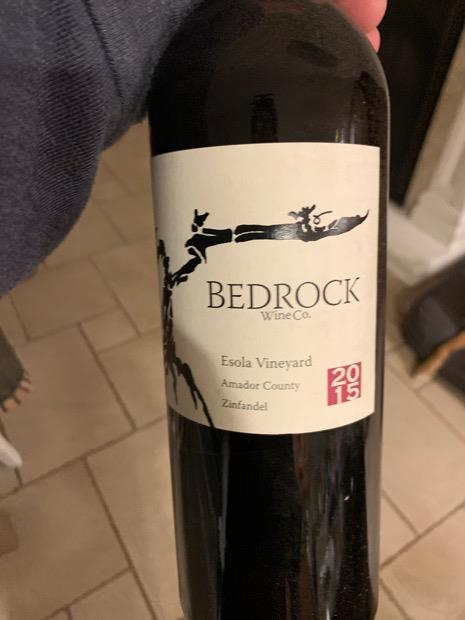 BEDROCK
Wine Co.
Esola Vineyard
Amador County
Zinfandel
20
15